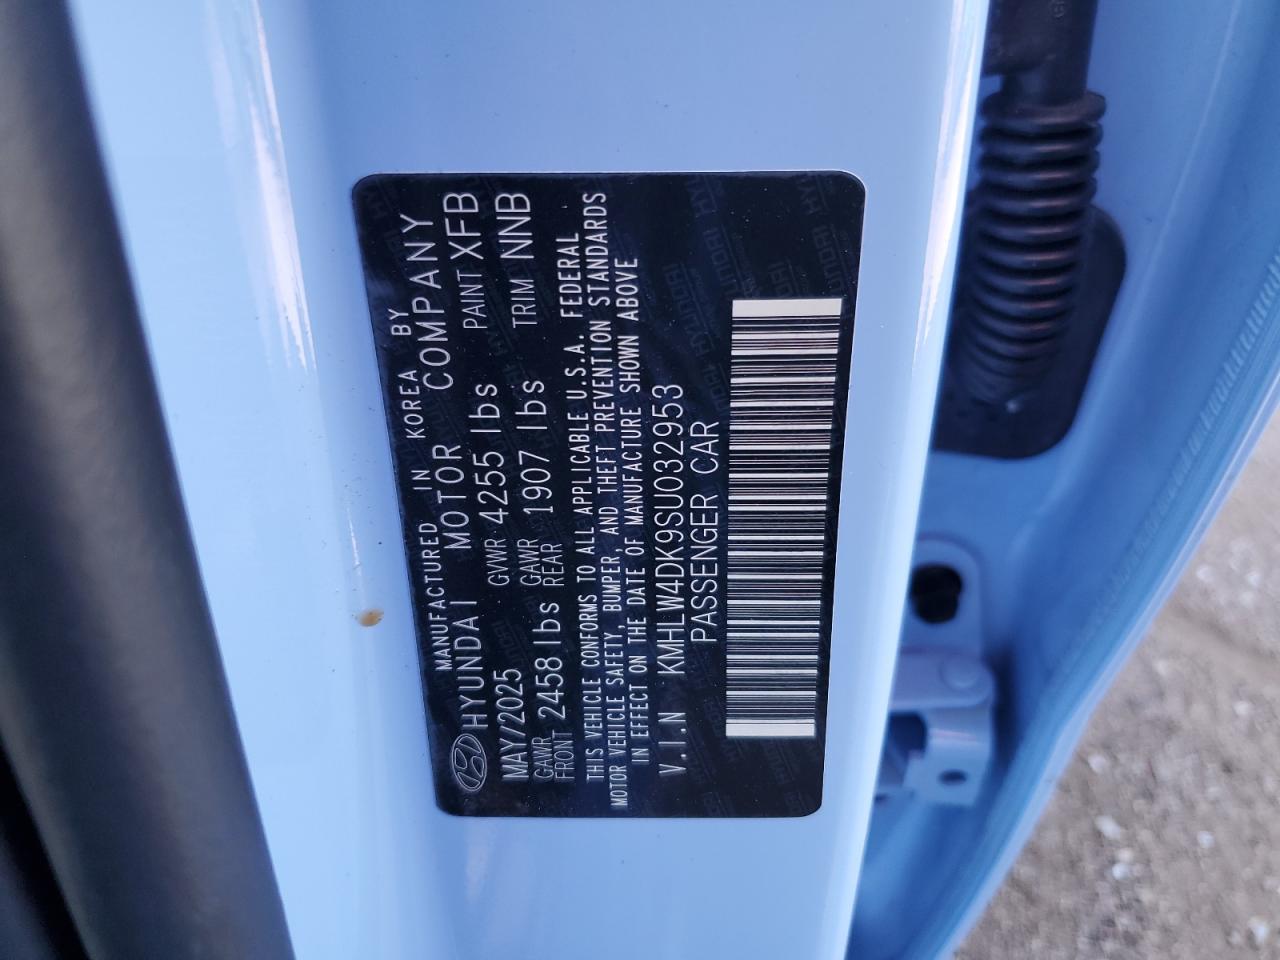 MANUFACTURED IN KOREA BY
HYUNDAI MOTOR COMPANY
MAY/2025 GVWR 4255 lbs PAINT XFB
GAWR FRONT 2458 lbs GAWR REAR 1907 lbs TRIM NNB
THIS VEHICLE CONFORMS TO ALL APPLICABLE U.S.A. FEDERAL
MOTOR VEHICLE SAFETY, BUMPER, AND THEFT PREVENTION STANDARDS
IN EFFECT ON THE DATE OF MANUFACTURE SHOWN ABOVE
V.I.N KMHLW4DK9SU032953
PASSENGER CAR